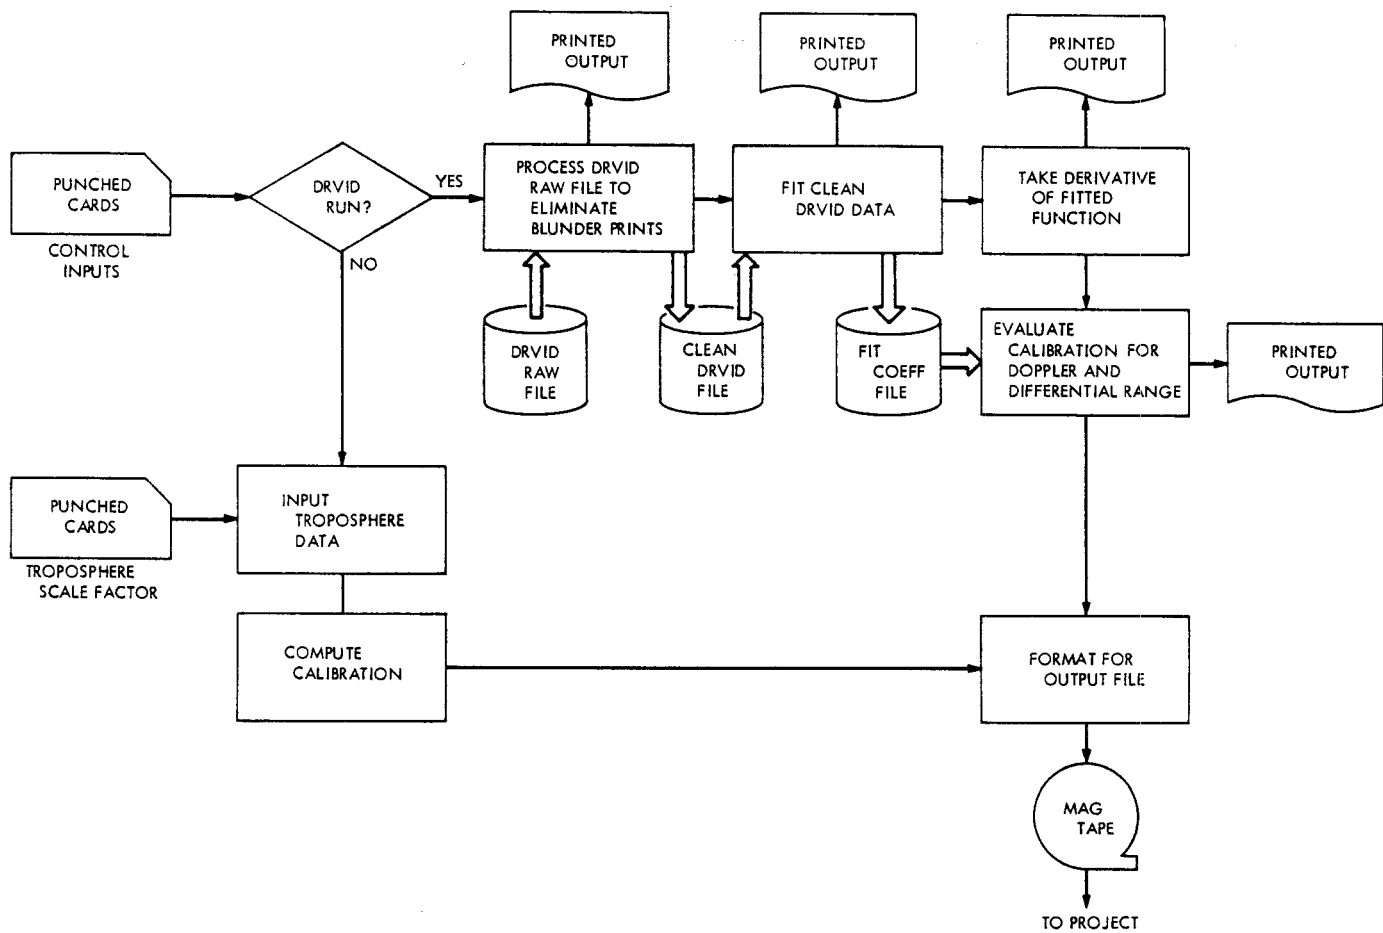 PRINTED
OUTPUT
PRINTED
OUTPUT
PRINTED
OUTPUT
PUNCHED
CARDS
CONTROL
INPUTS
DRVID
RUN?
YES
NO
PROCESS DRVID
RAW FILE TO
ELIMINATE
BLUNDER PRINTS
FIT CLEAN
DRVID DATA
TAKE DERIVATIVE
OF FITTED
FUNCTION
DRVID
RAW
FILE
CLEAN
DRVID
FILE
FIT
COEFF
FILE
EVALUATE
CALIBRATION FOR
DOPPLER AND
DIFFERENTIAL RANGE
PRINTED
OUTPUT
PUNCHED
CARDS
TROPOSPHERE
SCALE FACTOR
INPUT
TROPOSPHERE
DATA
COMPUTE
CALIBRATION
FORMAT FOR
OUTPUT FILE
MAG
TAPE
TO PROJECT